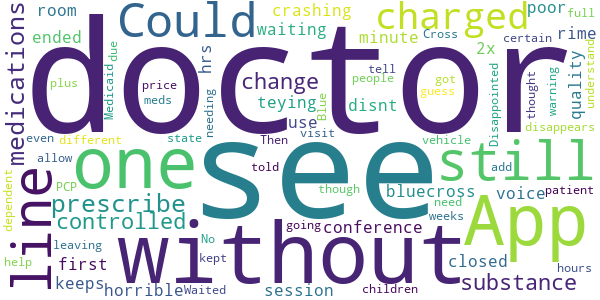 room
Could
crashing
charged
poor
full
medications
ended
hrs
waiting
minute
Cross
2x
certain
rime
plus
Medicaid
due
price
meds
doctor
change
teying
use
Blue
people
tell
got
guess
disnt
Disappointed
thought
warning
quality
understand
even
different
state
needing
visit
vehicle
disappears
allow
Then
one
see
still
line
PCP
told
though
bluecross
add
patient
dependent
prescribe
controlled
No
going
need
weeks
voice
App
first
without
conference
leaving
kept
closed
hours
help
keeps
horrible
Waited
session
children
substance